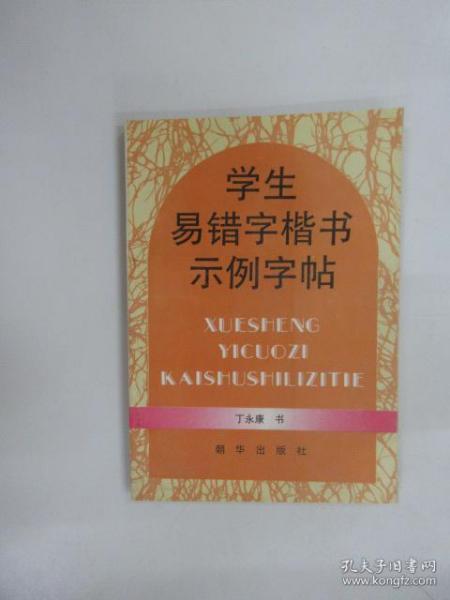 学生
易错字楷书
示例字帖
XUESHENG
YICUOZI
KAISHUSHILIZITIE
丁永康 书
朝华出版社
孔夫子旧书网
www.kongfz.com